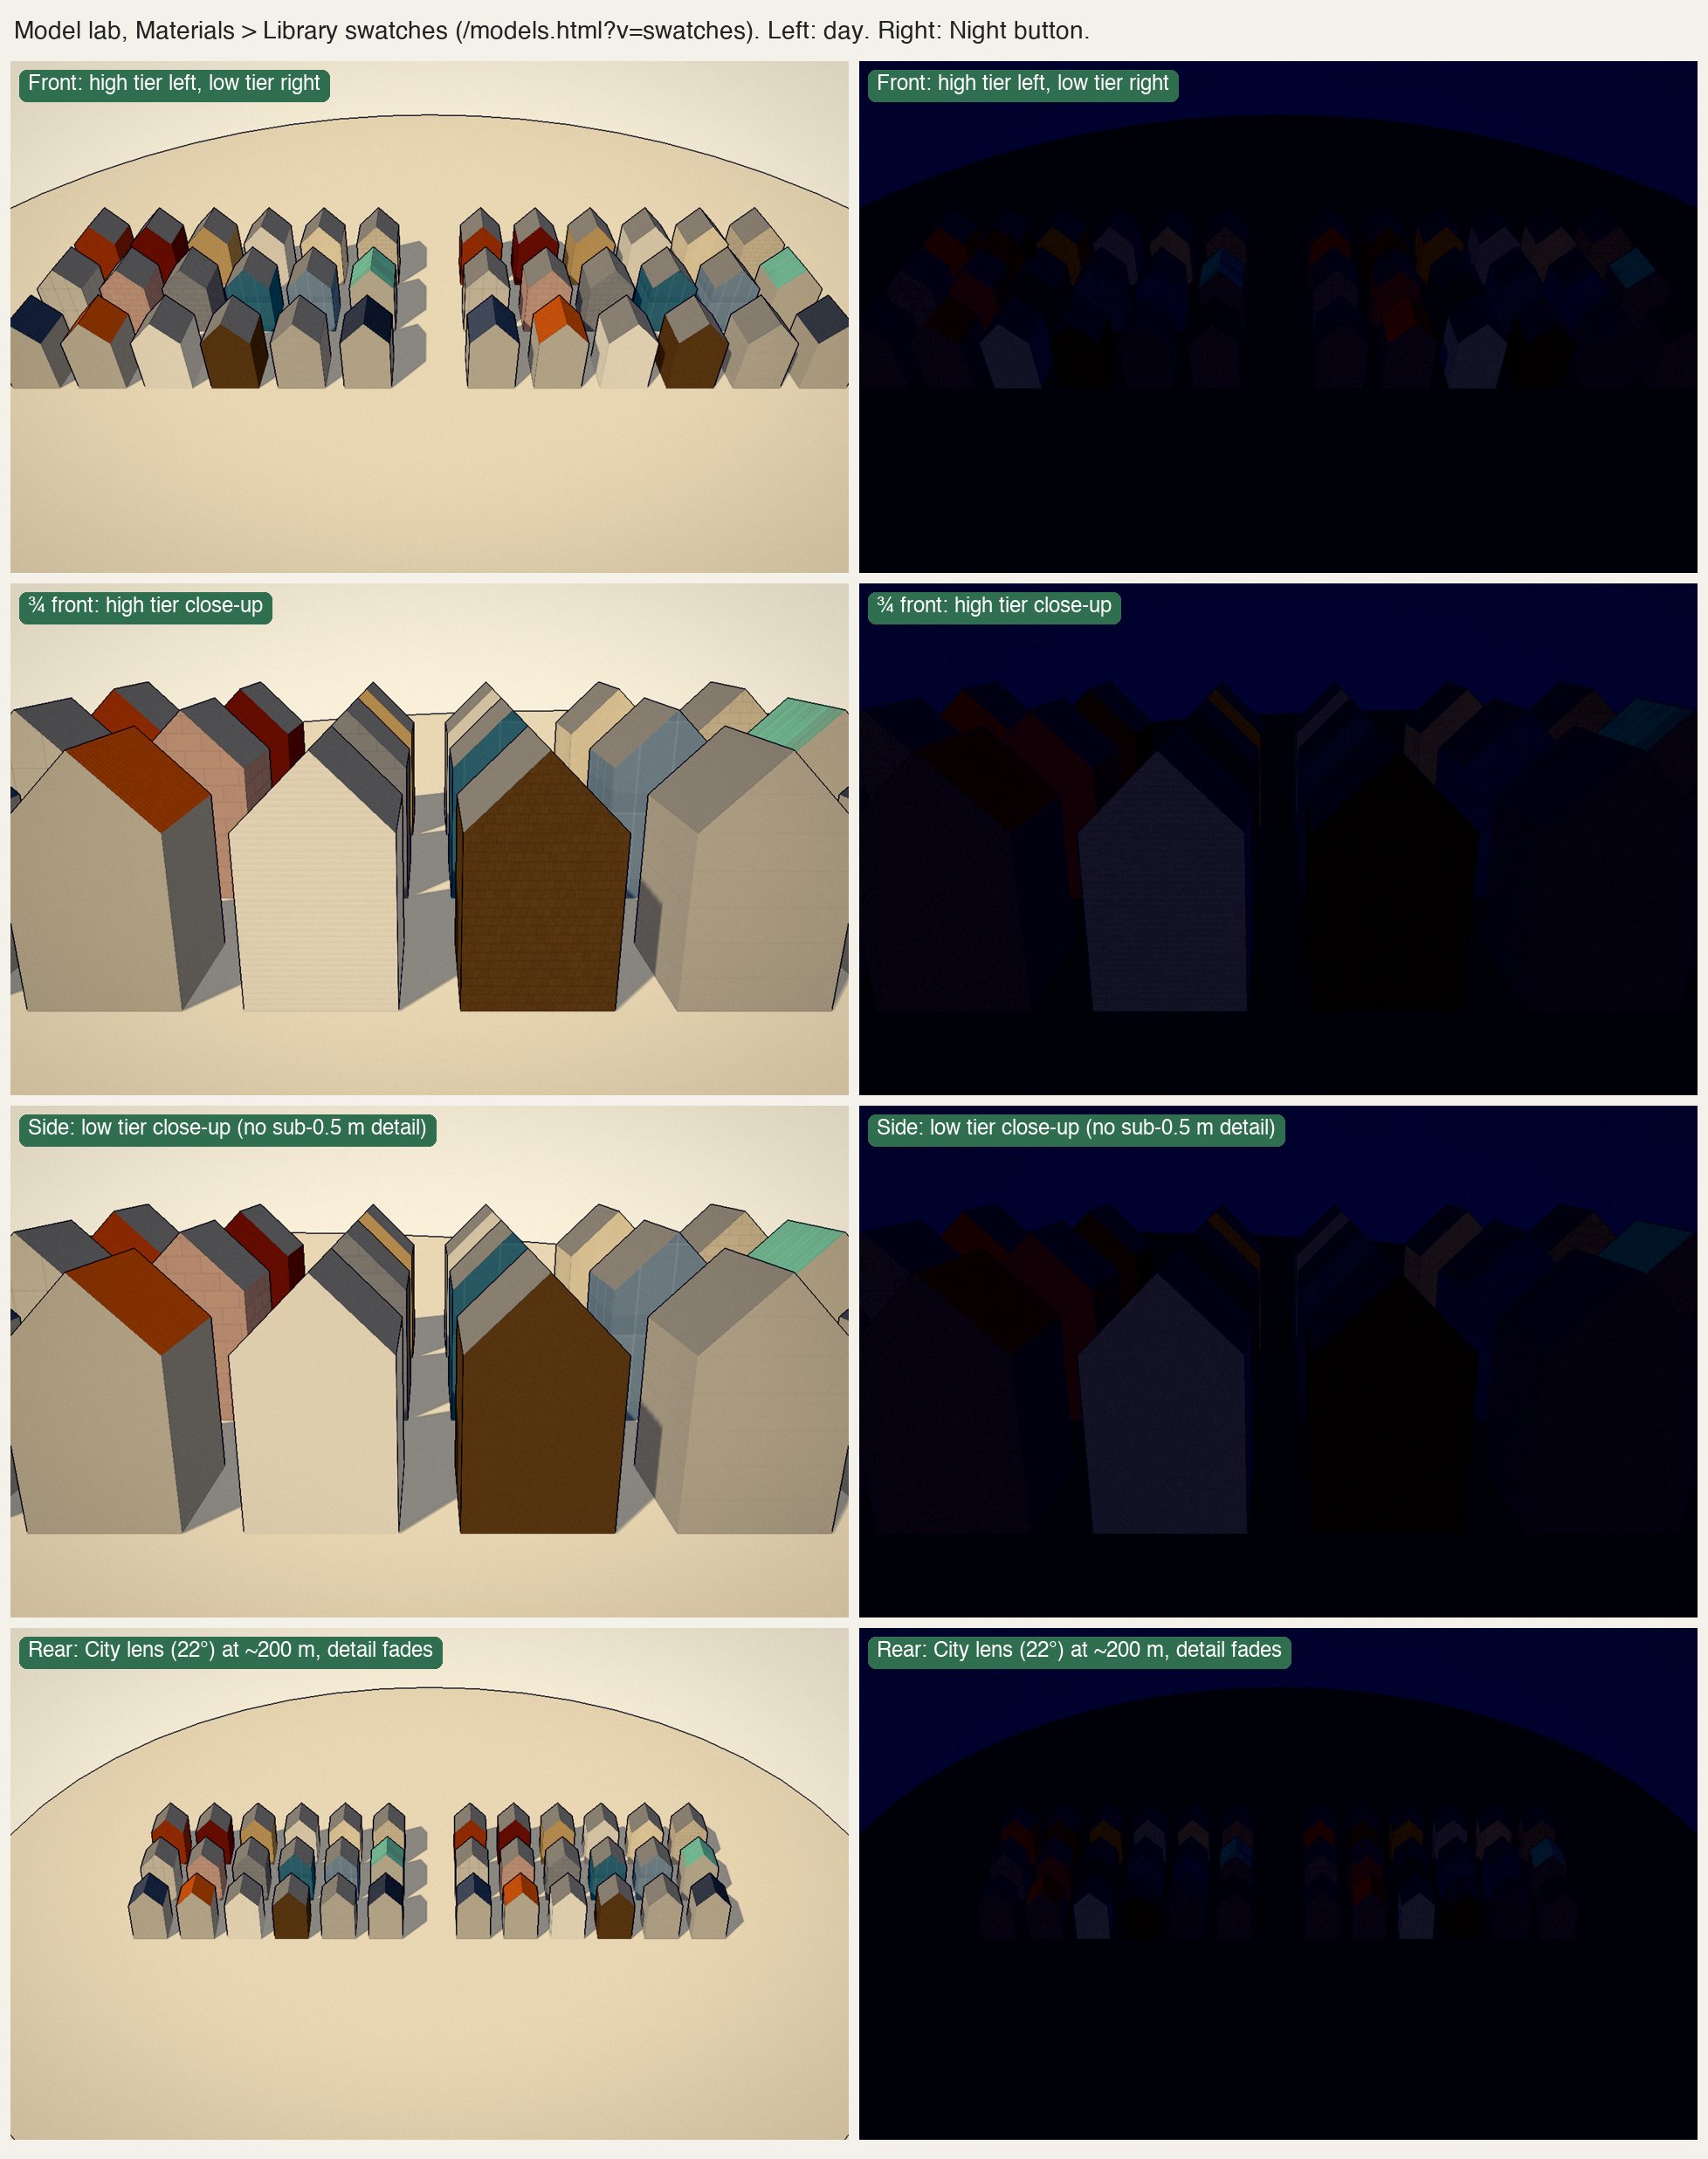 Model lab, Materials > Library swatches (/models.html?v=swatches). Left: day. Right: Night button.
Front: high tier left, low tier right
Front: high tier left, low tier right
¾ front: high tier close-up
¾ front: high tier close-up
Side: low tier close-up (no sub-0.5 m detail)
Side: low tier close-up (no sub-0.5 m detail)
Rear: City lens (22°) at ~200 m, detail fades
Rear: City lens (22°) at ~200 m, detail fades